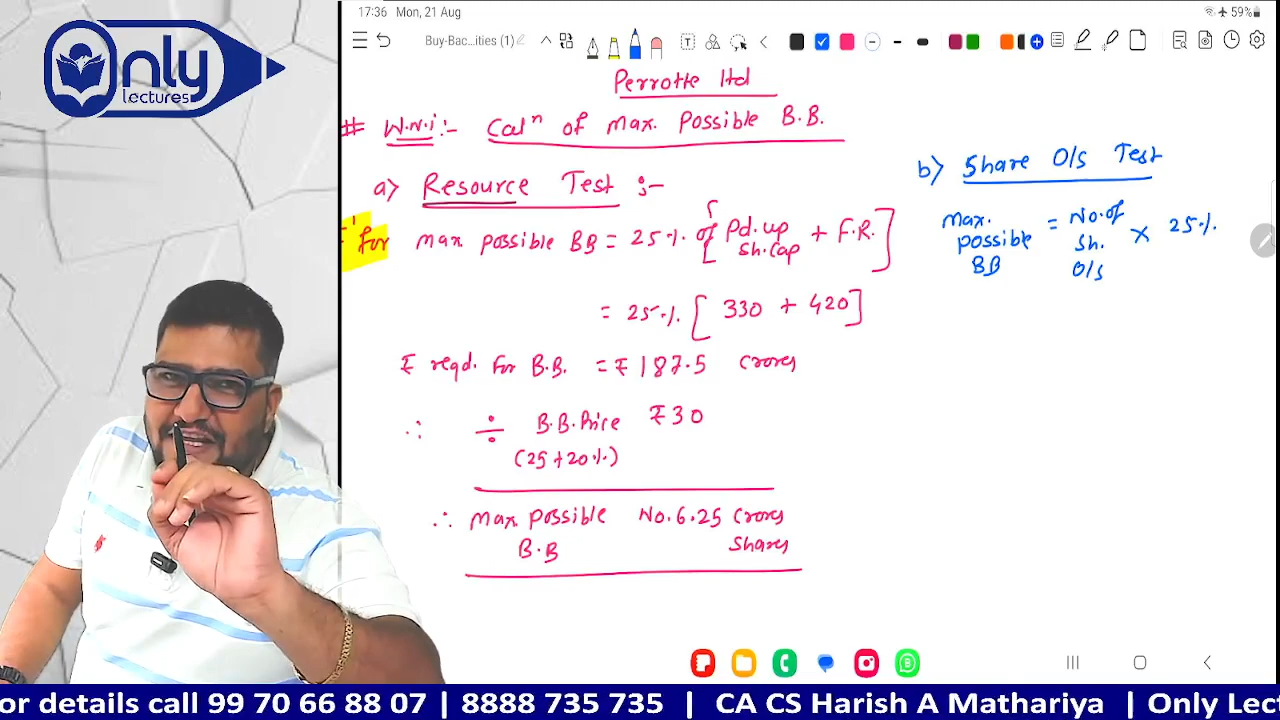 17:36 Mon, 21 Aug
59%
Only
lectures
Buy-Bac...ities (1)
Perrotte ltd
# W.N.1:- Calⁿ of Max. Possible B.B.
a) Resource Test :-
for max possible BB = 25% of [Pd.up Sh.Cap + F.R.]
= 25% [330 + 420]
₹ reqd. for B.B. = ₹ 187.5 crores
∴ ÷ B.B.Price ₹30
(25+20%)
∴ Max Possible No. 6.25 crores
B.B shares
b) Share O/s Test
Max. possible BB = No. of Sh. O/s × 25%
or details call 99 70 66 88 07 | 8888 735 735 | CA CS Harish A Mathariya | Only Lec